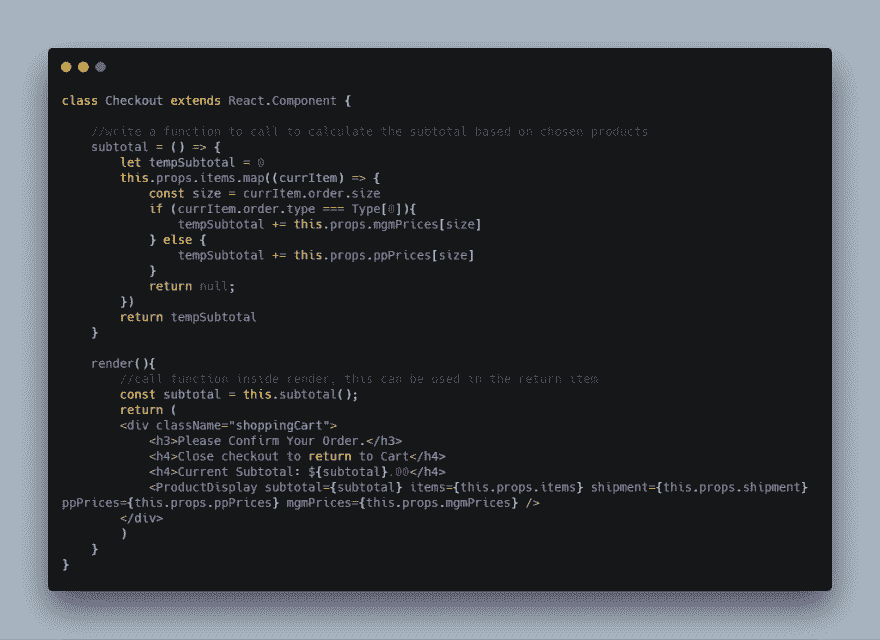 class Checkout extends React.Component {
//write a function to call to calculate the subtotal based on chosen products
subtotal = () => {
let tempSubtotal = 0
this.props.items.map((currItem) => {
const size = currItem.order.size
if (currItem.order.type === Type[0]){
tempSubtotal += this.props.mgmPrices[size]
} else {
tempSubtotal += this.props.ppPrices[size]
}
return null;
})
return tempSubtotal
}
render(){
//call function inside render, this can be used in the return item
const subtotal = this.subtotal();
return (
<div className="shoppingCart">
<h3>Please Confirm Your Order.</h3>
<h4>Close checkout to return to Cart</h4>
<h4>Current Subtotal: ${subtotal}.00</h4>
<ProductDisplay subtotal={subtotal} items={this.props.items} shipment={this.props.shipment}
ppPrices={this.props.ppPrices} mgmPrices={this.props.mgmPrices} />
</div>
)
}
}